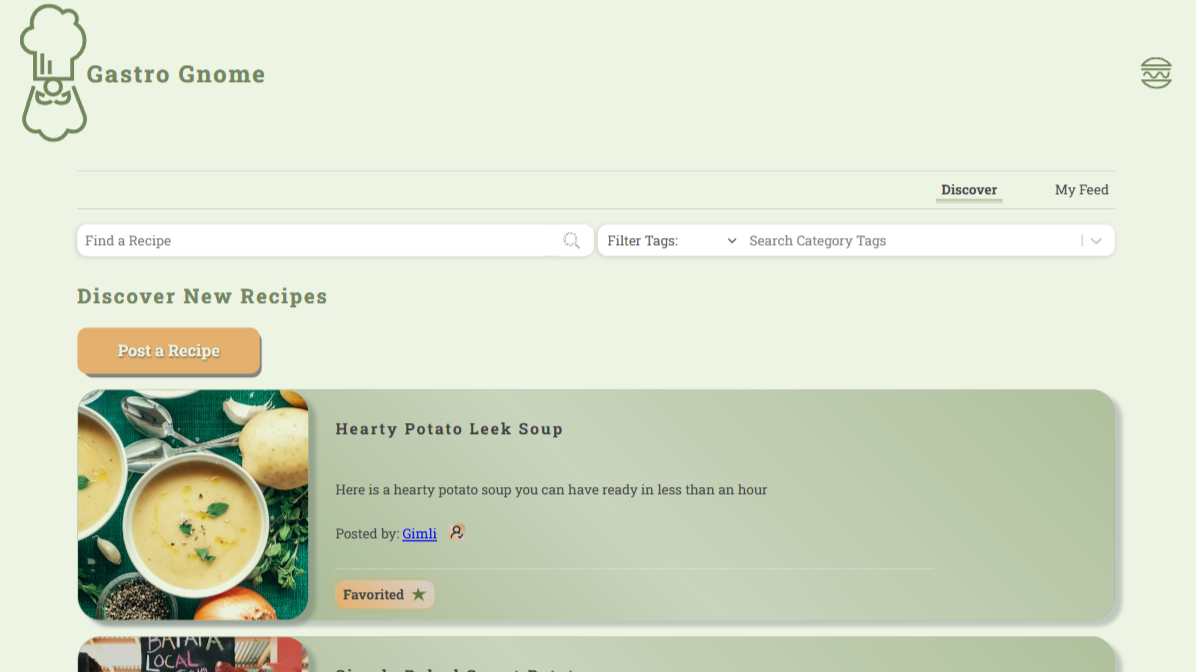 Gastro Gnome
Discover My Feed
Find a Recipe Filter Tags: Search Category Tags
Discover New Recipes
Post a Recipe
Hearty Potato Leek Soup
Here is a hearty potato soup you can have ready in less than an hour
Posted by: Gimli
Favorited
BATATA
LOCAL